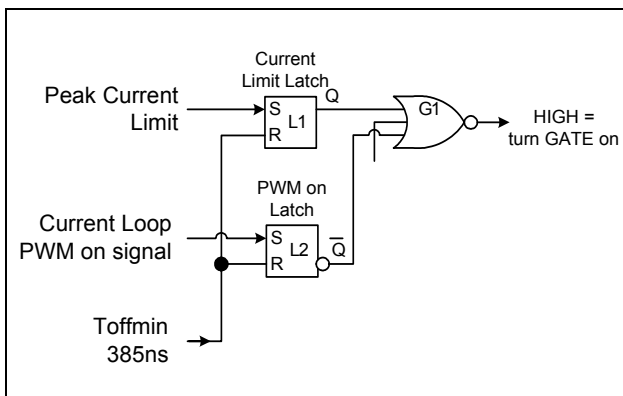 Current
Limit Latch
Peak Current
Limit
S
R
L1
Q
G1
HIGH =
turn GATE on
PWM on
Latch
Current Loop
PWM on signal
S
R
L2
Q̅
Toffmin
385ns